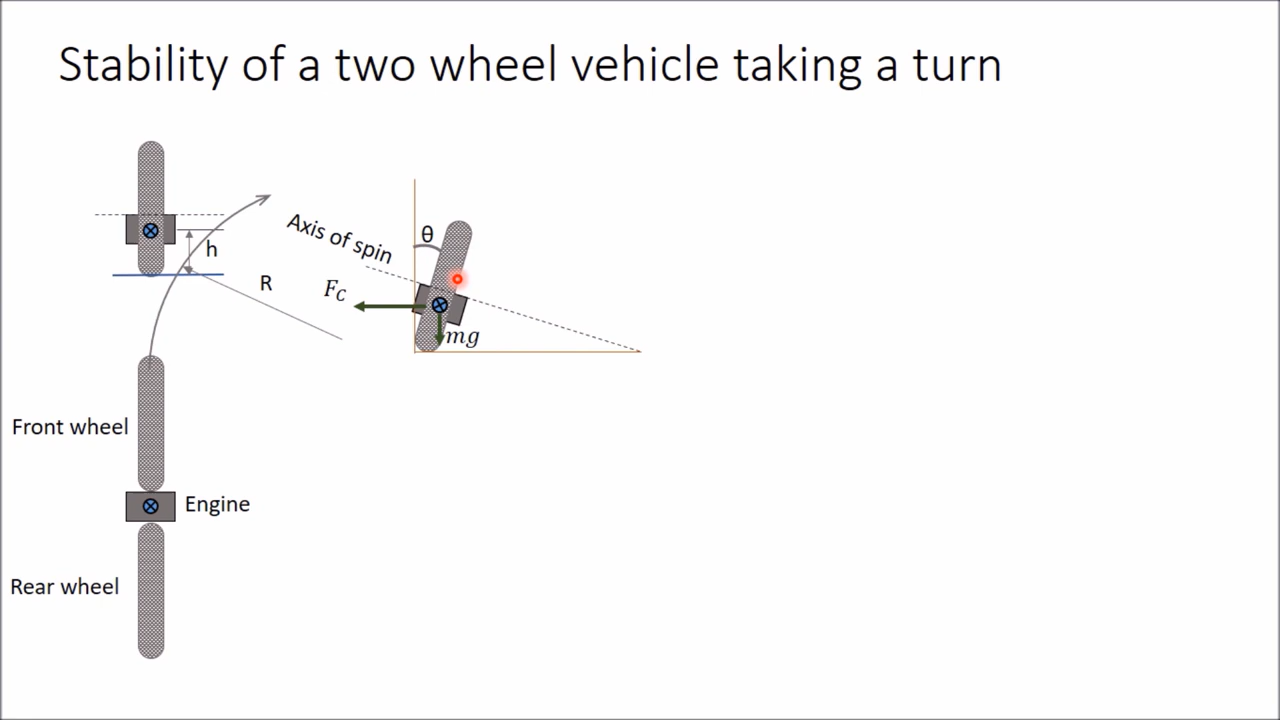 Stability of a two wheel vehicle taking a turn
h
R
Axis of spin
θ
F_C
mg
Front wheel
Engine
Rear wheel